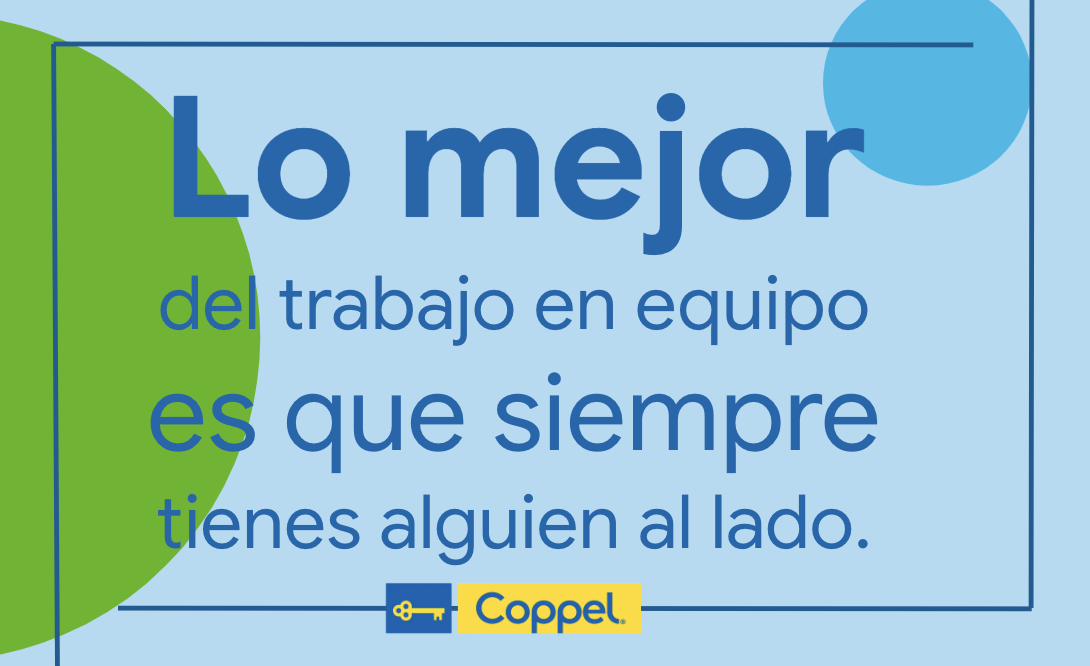 Lo mejor
del trabajo en equipo
es que siempre
tienes alguien al lado.
Coppel®